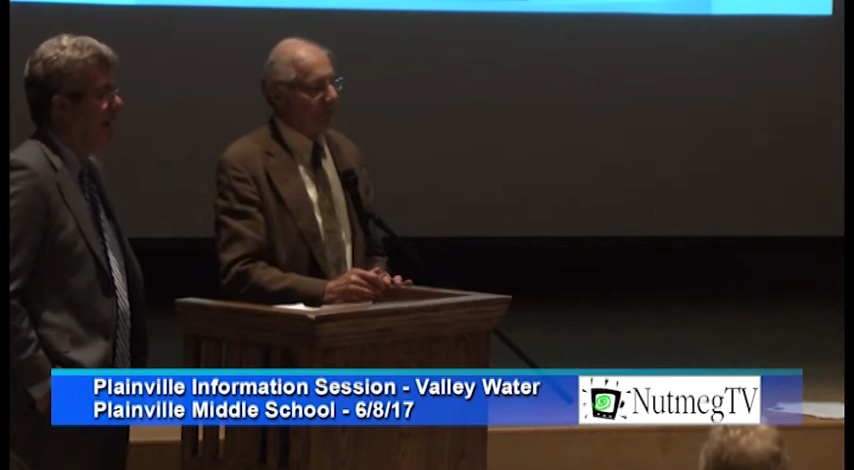 Plainville Information Session - Valley Water
Plainville Middle School - 6/8/17
NutmegTV